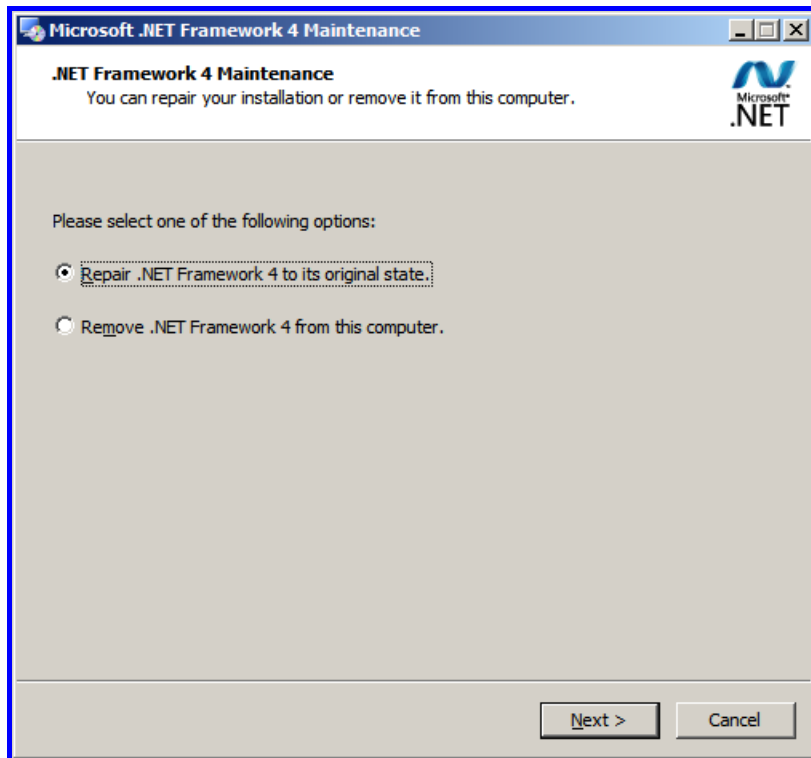 Microsoft .NET Framework 4 Maintenance
.NET Framework 4 Maintenance
You can repair your installation or remove it from this computer.
Microsoft®
.NET
Please select one of the following options:
Repair .NET Framework 4 to its original state.
Remove .NET Framework 4 from this computer.
Next >
Cancel